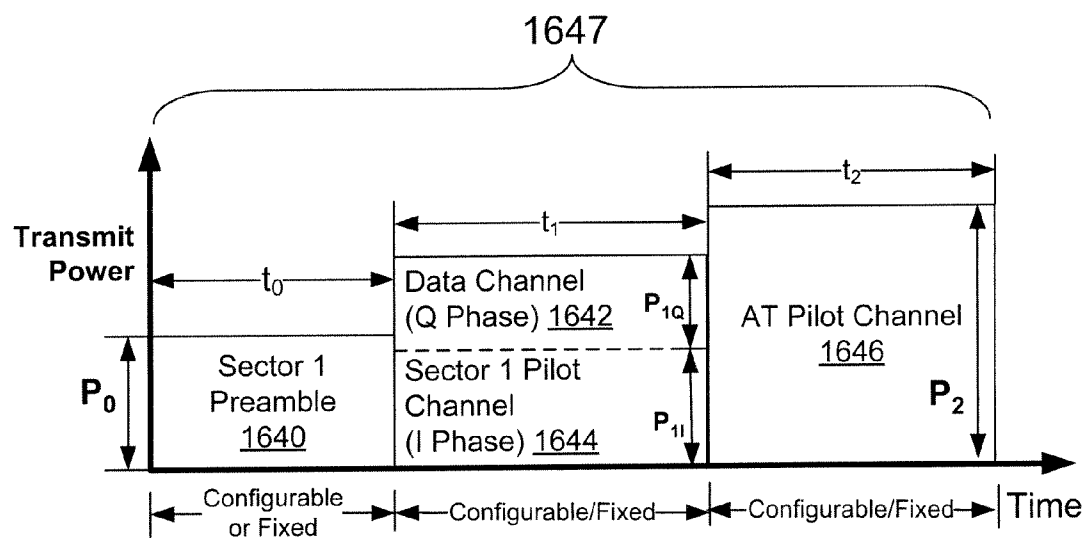 1647
Transmit
Power
t₀
t₁
t₂
P₀
Sector 1
Preamble
1640
Data Channel
(Q Phase) 1642
P₁Q
Sector 1 Pilot
Channel
(I Phase) 1644
P₁I
AT Pilot Channel
1646
P₂
Configurable
or Fixed
Configurable/Fixed
Configurable/Fixed
Time